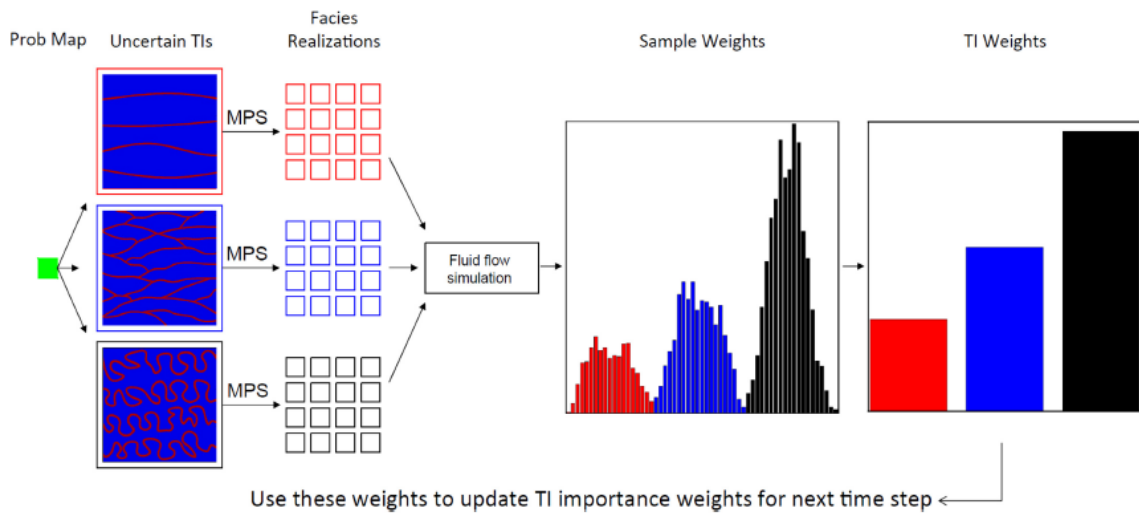 Facies
Prob Map Uncertain TIs Realizations Sample Weights TI Weights
MPS
MPS
Fluid flow
simulation
MPS
Use these weights to update TI importance weights for next time step